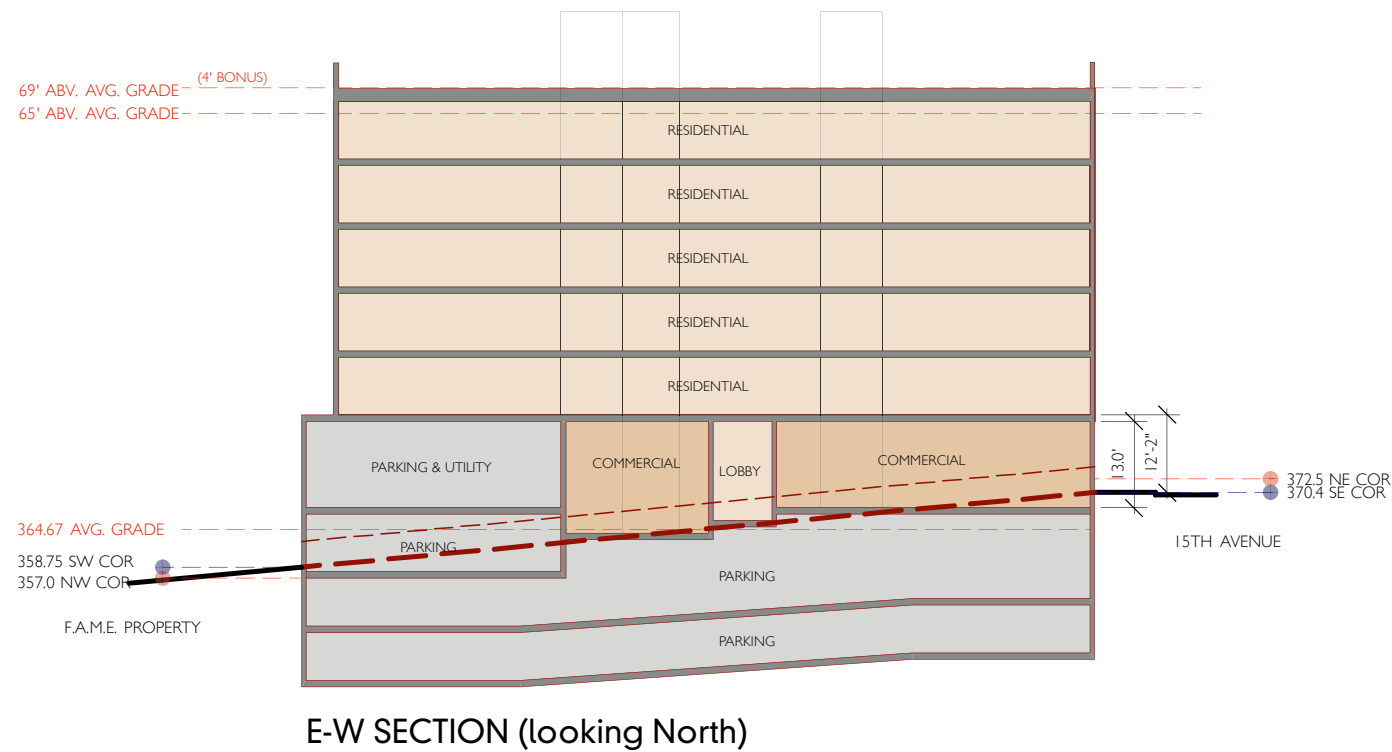 (4' BONUS)
69' ABV. AVG. GRADE
65' ABV. AVG. GRADE
RESIDENTIAL
RESIDENTIAL
RESIDENTIAL
RESIDENTIAL
RESIDENTIAL
PARKING & UTILITY
COMMERCIAL
LOBBY
COMMERCIAL
13.0'
12'-2"
372.5 NE COR
370.4 SE COR
364.67 AVG. GRADE
PARKING
15TH AVENUE
358.75 SW COR
357.0 NW COR
PARKING
F.A.M.E. PROPERTY
PARKING
E-W SECTION (looking North)